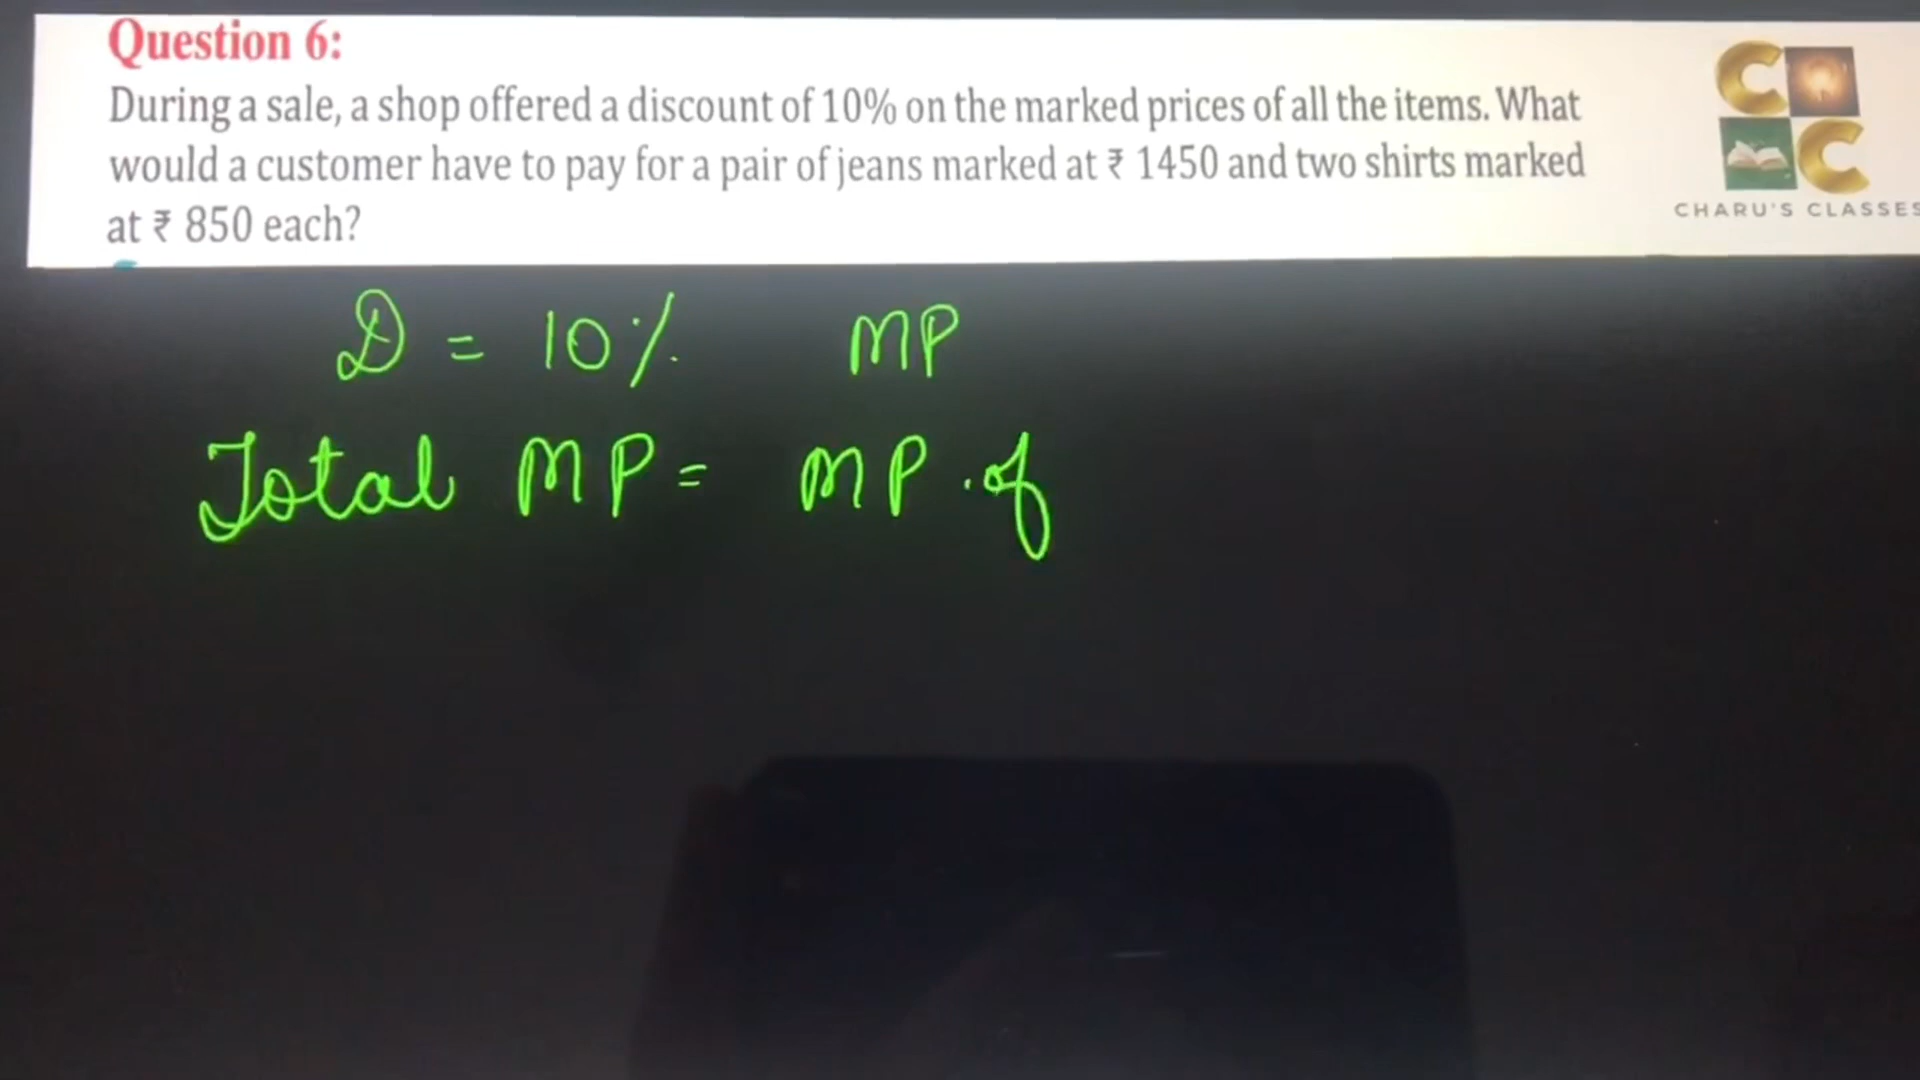 Question 6:
During a sale, a shop offered a discount of 10% on the marked prices of all the items. What
would a customer have to pay for a pair of jeans marked at ₹ 1450 and two shirts marked
at ₹ 850 each?
CHARU'S CLASSES
D = 10% MP
Total MP = MP of